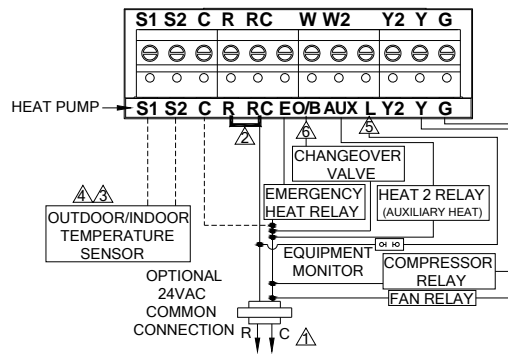 S1 S2 C R RC W W2 Y2 Y G
HEAT PUMP
S1 S2 C R RC E O/B AUX L Y2 Y G
2
6
5
CHANGEOVER
VALVE
4 3
EMERGENCY
HEAT RELAY
HEAT 2 RELAY
(AUXILIARY HEAT)
OUTDOOR/INDOOR
TEMPERATURE
SENSOR
EQUIPMENT
MONITOR
COMPRESSOR
RELAY
FAN RELAY
OPTIONAL
24VAC
COMMON
CONNECTION
R C 1